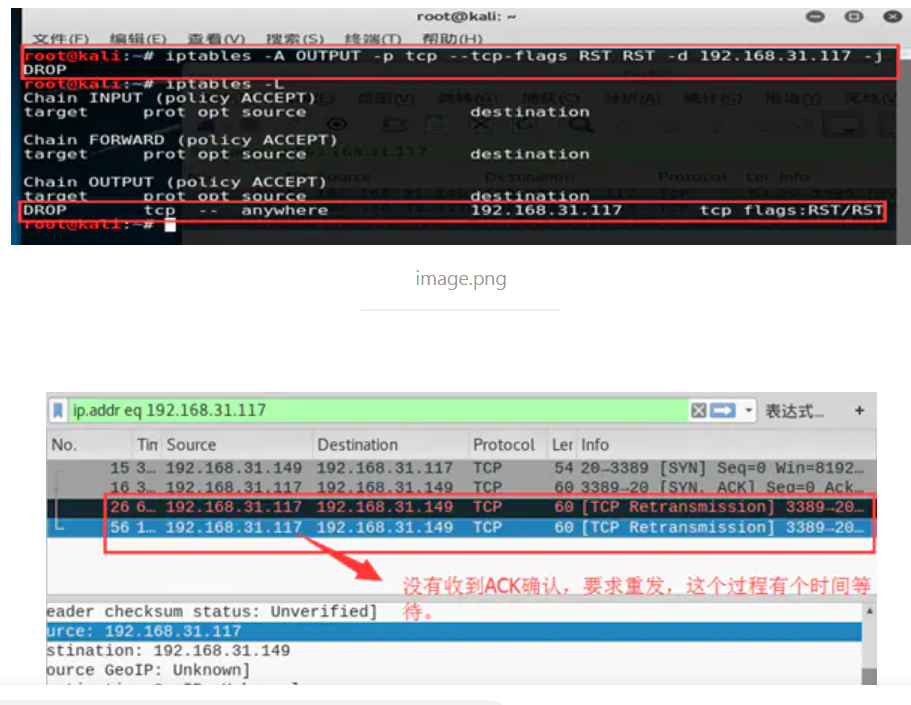 root@kali: ~
文件(F) 编辑(E) 查看(V) 搜索(S) 终端(T) 帮助(H)
root@kali:~# iptables -A OUTPUT -p tcp --tcp-flags RST RST -d 192.168.31.117 -j
DROP
root@kali:~# iptables -L
Chain INPUT (policy ACCEPT)
target prot opt source destination
Chain FORWARD (policy ACCEPT)
target prot opt source destination
Chain OUTPUT (policy ACCEPT)
target prot opt source destination
DROP tcp -- anywhere 192.168.31.117 tcp flags:RST/RST
root@kali:~#
image.png
ip.addr eq 192.168.31.117 表达式… +
No. Tin Source Destination Protocol Ler Info
15 3… 192.168.31.149 192.168.31.117 TCP 54 20→3389 [SYN] Seq=0 Win=8192…
16 3… 192.168.31.117 192.168.31.149 TCP 60 3389→20 [SYN, ACK] Seq=0 Ack…
26 6… 192.168.31.117 192.168.31.149 TCP 60 [TCP Retransmission] 3389→20…
56 1… 192.168.31.117 192.168.31.149 TCP 60 [TCP Retransmission] 3389→20…
没有收到ACK确认，要求重发，这个过程有个时间等
待。
eader checksum status: Unverified]
urce: 192.168.31.117
stination: 192.168.31.149
ource GeoIP: Unknown]